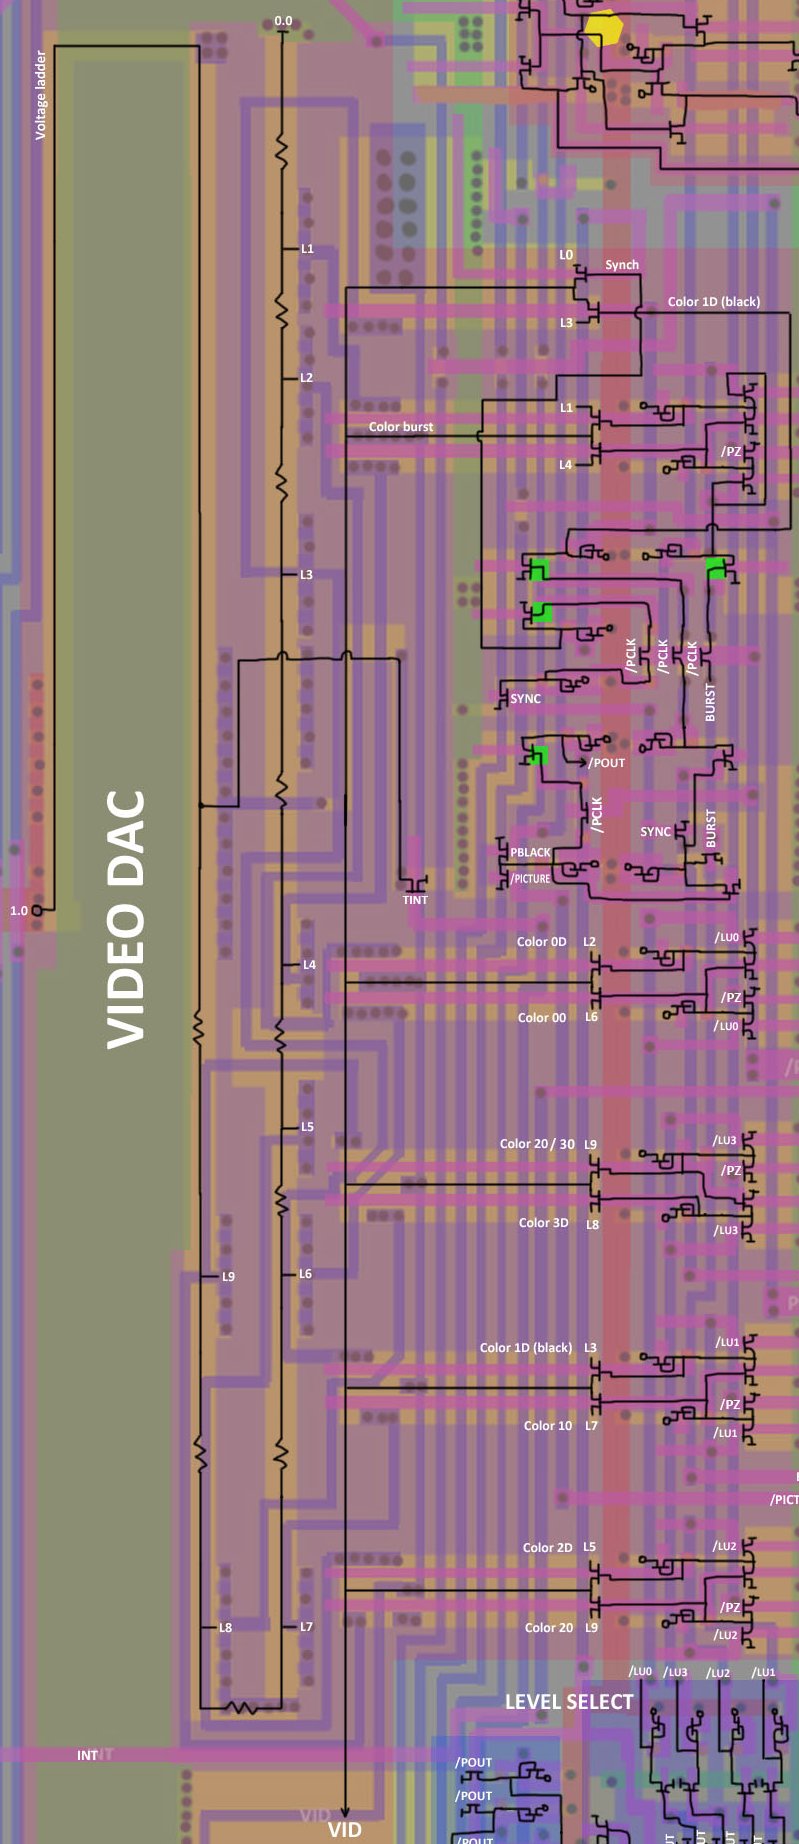 0.0
Voltage ladder
L1
L0
Synch
Color 1D (black)
L3
L2
L1
Color burst
/PZ
L4
L3
/PCLK
/PCLK
/PCLK
SYNC
BURST
/POUT
VIDEO DAC
/PCLK
SYNC
BURST
PBLACK
/PICTURE
TINT
1.0
/LU0
Color 0D L2
L4
/PZ
Color 00 L6
/LU0
L5
Color 20 / 30 L9
/LU3
/PZ
Color 3D L8
/LU3
L9
L6
/LU1
Color 1D (black) L3
/PZ
Color 10 L7
/LU1
/PICT
Color 2D L5
/LU2
/PZ
L8
L7
Color 20 L9
/LU2
/LU0 /LU3 /LU2 /LU1
LEVEL SELECT
INT
/POUT
/POUT
VID
VID
/POUT